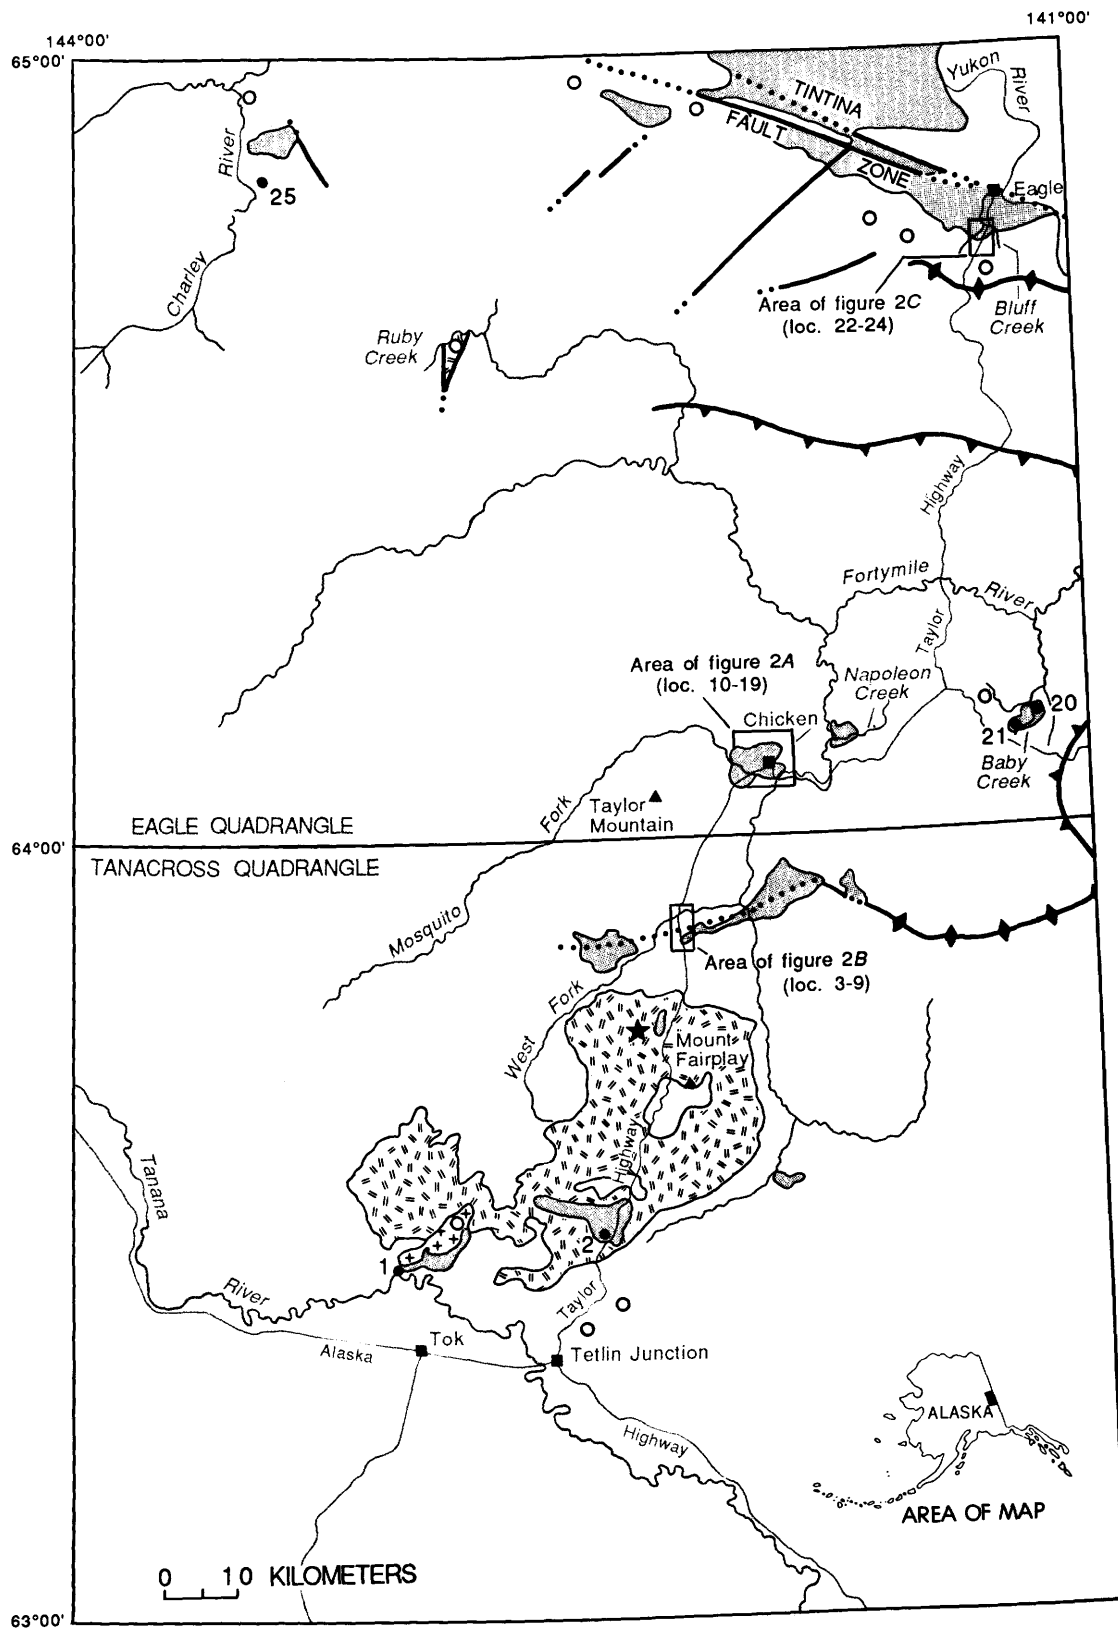 144°00'
141°00'
65°00'
Yukon
River
TINTINA
FAULT
ZONE
Eagle
River
25
Charley
Area of figure 2C
(loc. 22-24)
Bluff
Creek
Ruby
Creek
Highway
Fortymile
River
Taylor
Area of figure 2A
(loc. 10-19)
Napoleon
Creek
Chicken
20
21
Baby
Creek
Fork
Taylor
Mountain
EAGLE QUADRANGLE
64°00'
TANACROSS QUADRANGLE
Mosquito
Area of figure 2B
(loc. 3-9)
Fork
West
Mount
Fairplay
Highway
Tanana
2
1
River
Taylor
Tok
Alaska
Tetlin Junction
Highway
ALASKA
AREA OF MAP
0 10 KILOMETERS
63°00'